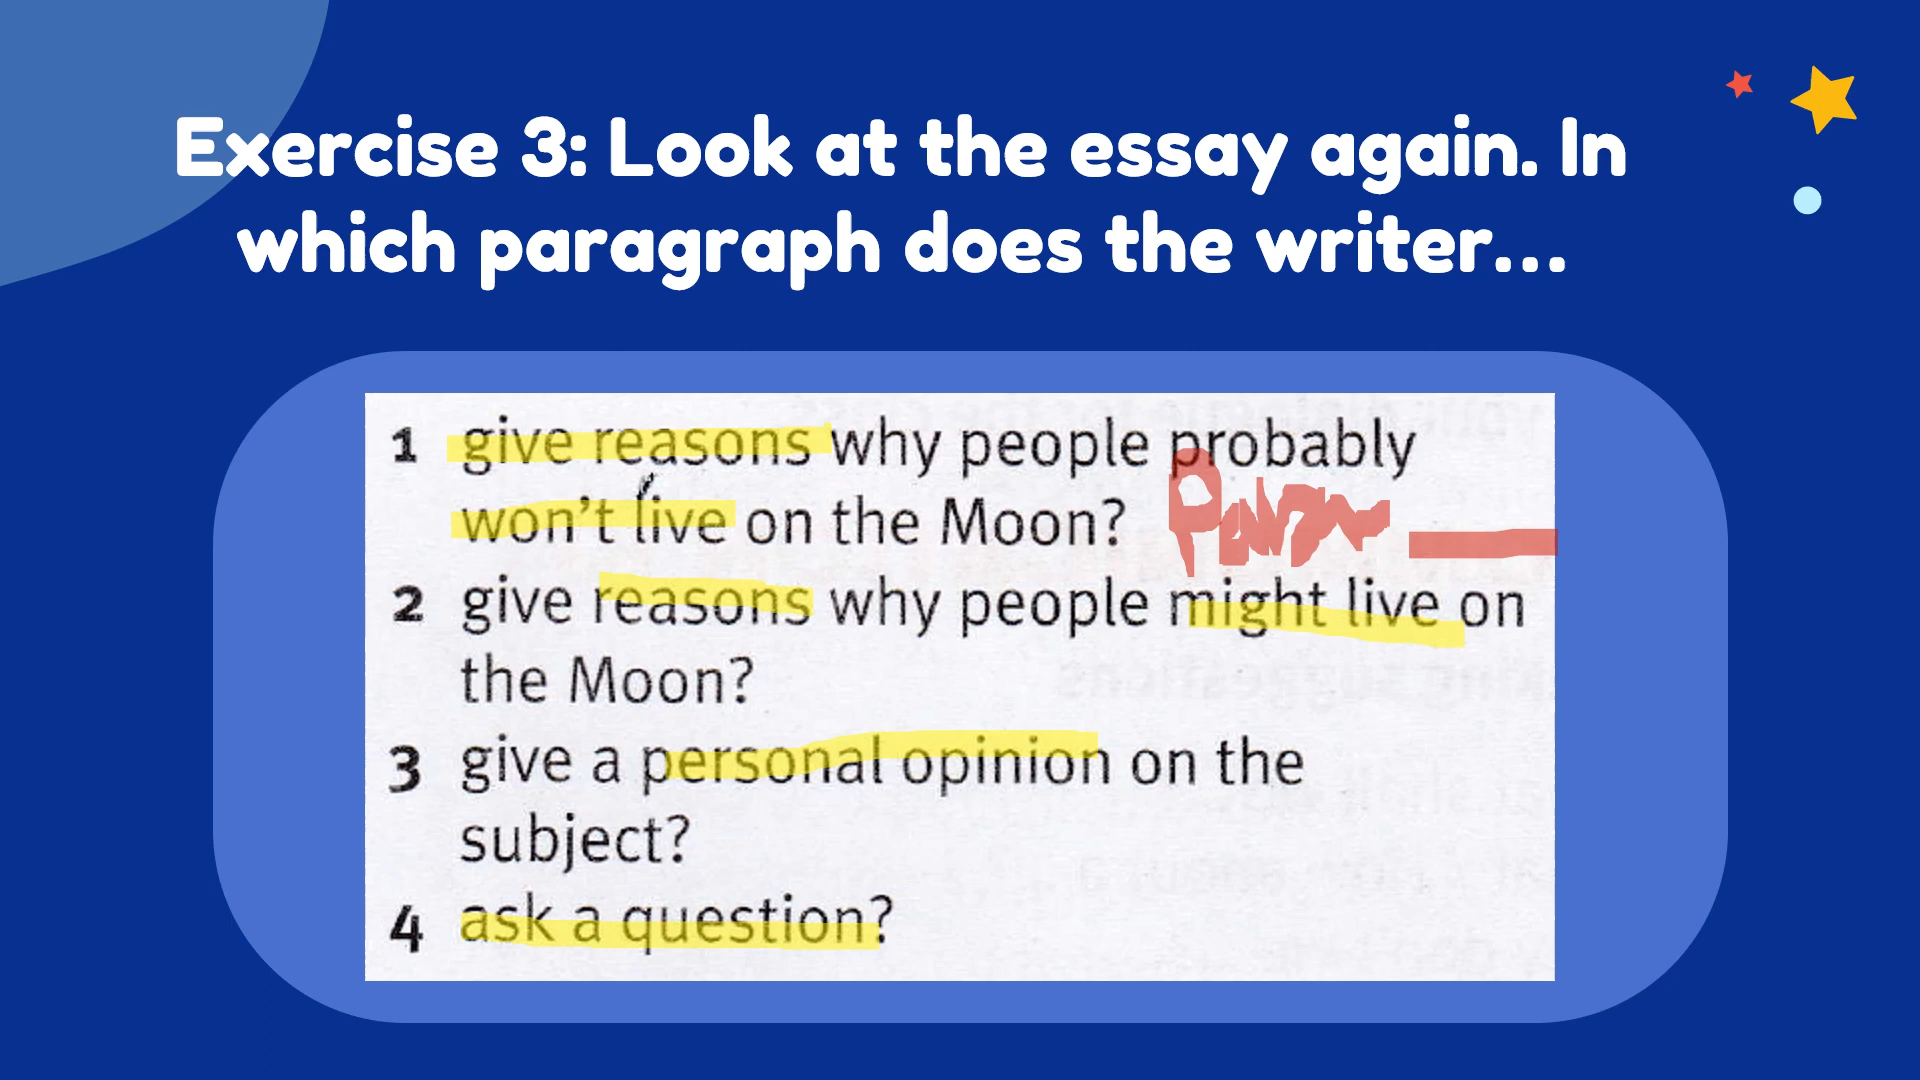 Exercise 3: Look at the essay again. In
which paragraph does the writer...
1 give reasons why people probably
won't live on the Moon?
2 give reasons why people might live on
the Moon?
3 give a personal opinion on the
subject?
4 ask a question?